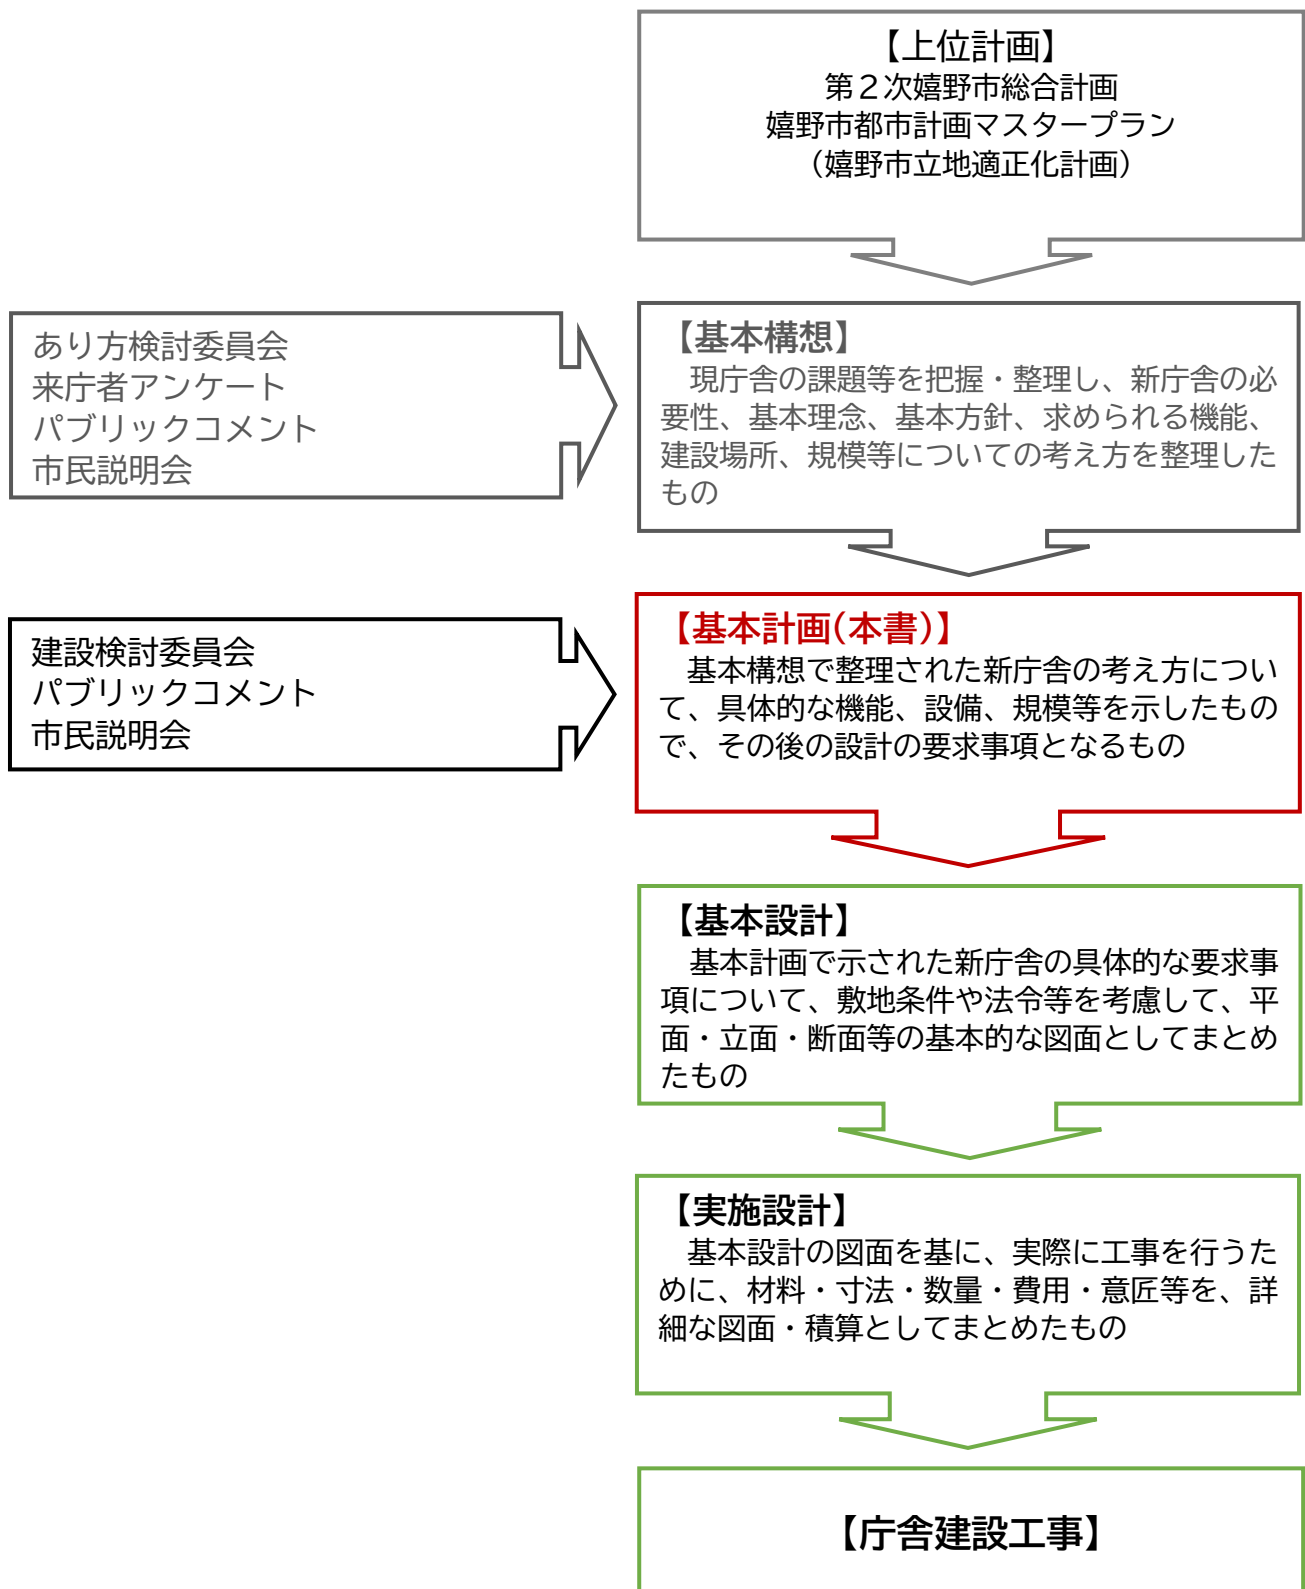 【上位計画】
第２次嬉野市総合計画
嬉野市都市計画マスタープラン
（嬉野市立地適正化計画）
あり方検討委員会
来庁者アンケート
パブリックコメント
市民説明会
【基本構想】
　現庁舎の課題等を把握・整理し、新庁舎の必
要性、基本理念、基本方針、求められる機能、
建設場所、規模等についての考え方を整理した
もの
建設検討委員会
パブリックコメント
市民説明会
【基本計画(本書)】
　基本構想で整理された新庁舎の考え方につい
て、具体的な機能、設備、規模等を示したもの
で、その後の設計の要求事項となるもの
【基本設計】
　基本計画で示された新庁舎の具体的な要求事
項について、敷地条件や法令等を考慮して、平
面・立面・断面等の基本的な図面としてまとめ
たもの
【実施設計】
　基本設計の図面を基に、実際に工事を行うた
めに、材料・寸法・数量・費用・意匠等を、詳
細な図面・積算としてまとめたもの
【庁舎建設工事】